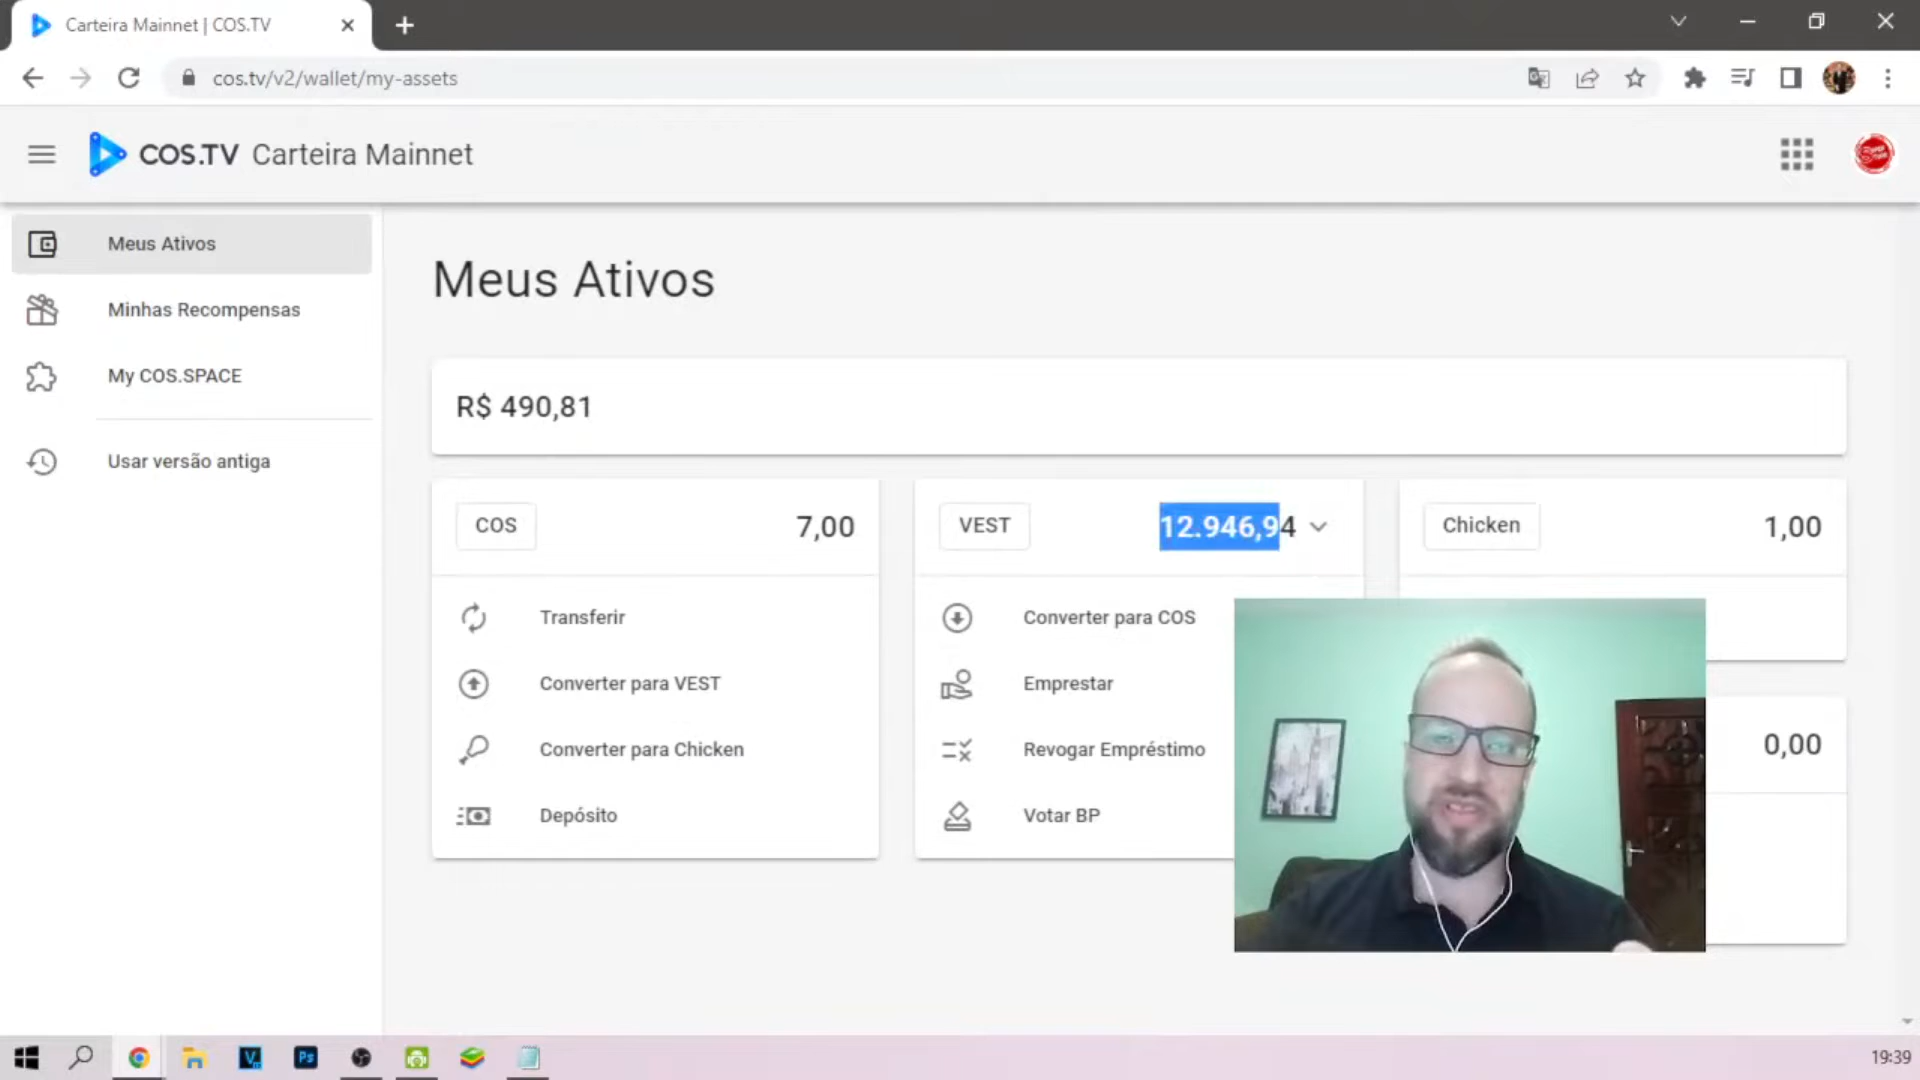 Carteira Mainnet | COS.TV
cos.tv/v2/wallet/my-assets
COS.TV Carteira Mainnet
Meus Ativos
Minhas Recompensas
My COS.SPACE
Usar versão antiga
Meus Ativos
R$ 490,81
COS 7,00
Transferir
Converter para VEST
Converter para Chicken
Depósito
VEST 12.946,94
Converter para COS
Emprestar
Revogar Empréstimo
Votar BP
Chicken 1,00
0,00
Ps
19:39